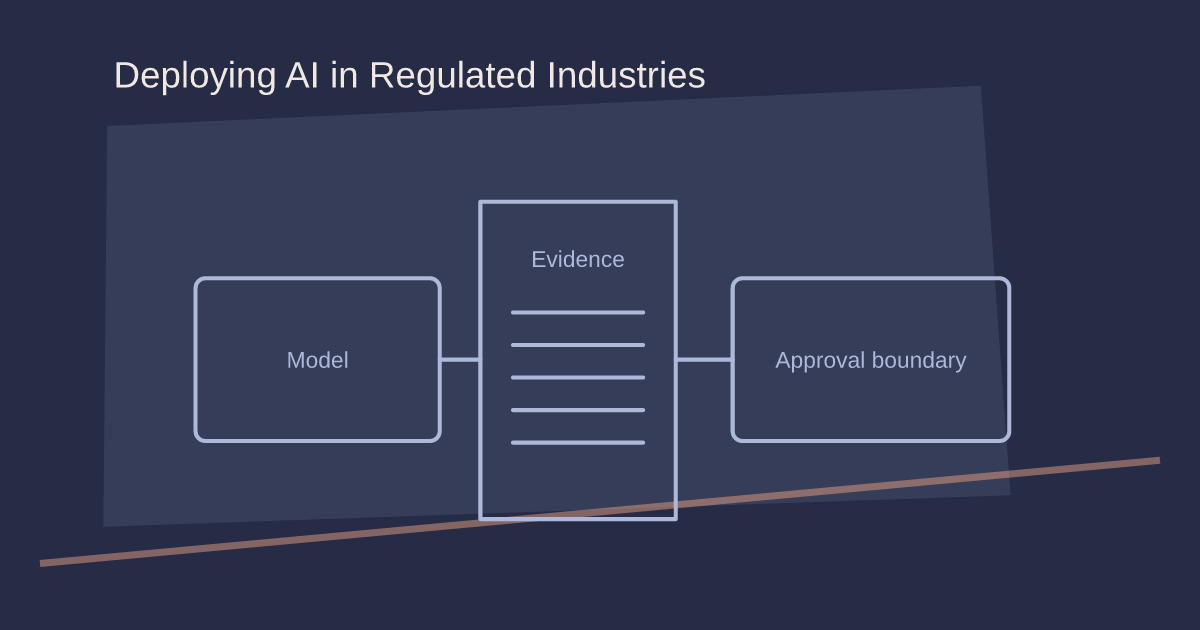 Deploying AI in Regulated Industries
Evidence
Model
Approval boundary